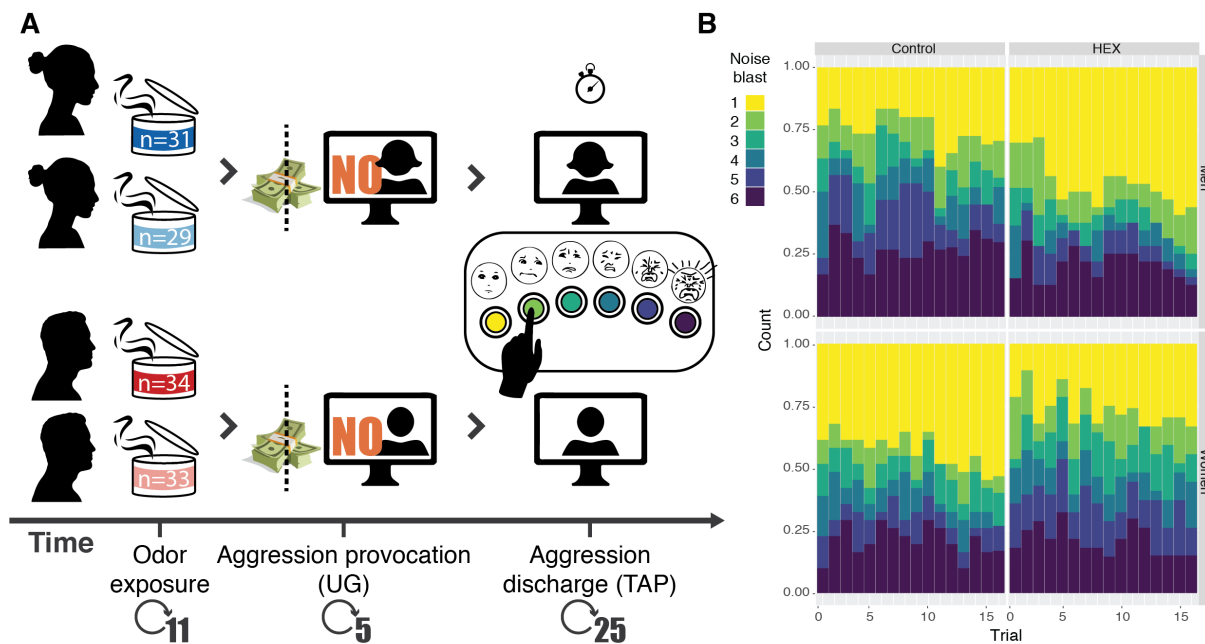 A
n=31
NO
n=29
n=34
NO
n=33
Time
Odor
exposure
11
Aggression provocation
(UG)
5
Aggression
discharge (TAP)
25
B
Noise
blast
1
2
3
4
5
6
Control
HEX
1.00
0.75
0.50
0.25
0.00
Men
Count
1.00
0.75
0.50
0.25
0.00
Women
0
5
10
15
0
5
10
15
Trial